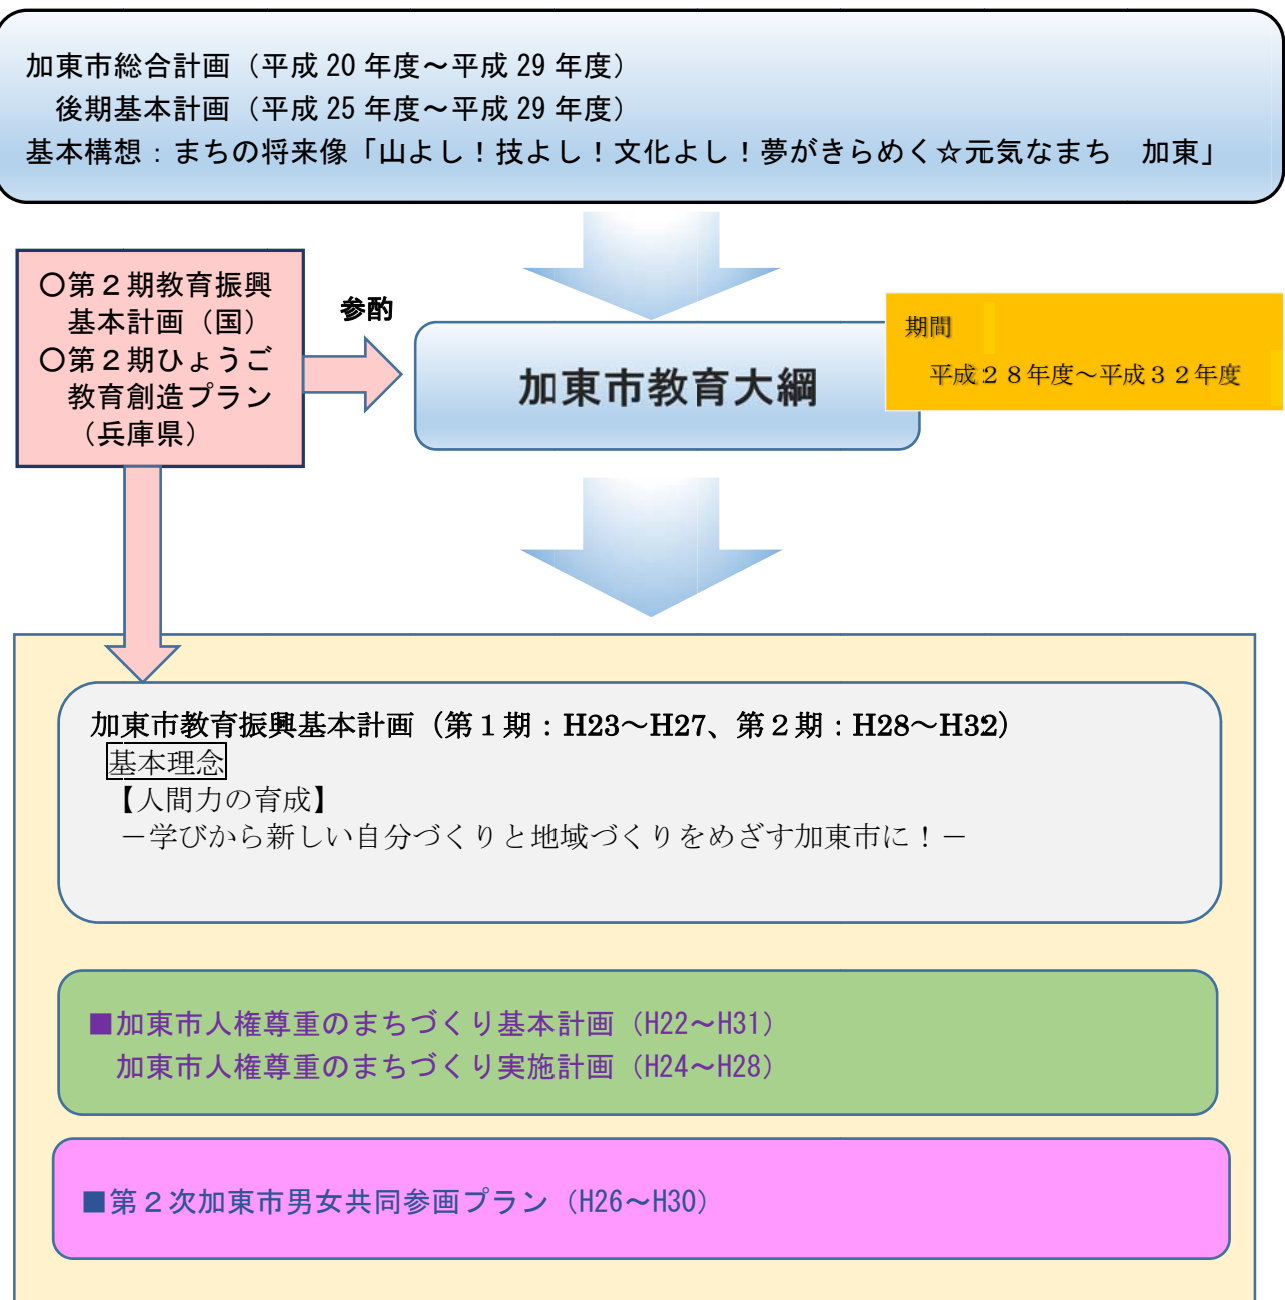 加東市総合計画（平成 20 年度～平成 29 年度）
後期基本計画（平成 25 年度～平成 29 年度）
基本構想：まちの将来像「山よし！技よし！文化よし！夢がきらめく☆元気なまち　加東」
〇第２期教育振興
基本計画（国）
〇第２期ひょうご
教育創造プラン
（兵庫県）
参酌
加東市教育大綱
期間
平成２８年度～平成３２年度
加東市教育振興基本計画（第１期：H23～H27、第２期：H28～H32）
基本理念
【人間力の育成】
－学びから新しい自分づくりと地域づくりをめざす加東市に！－
■加東市人権尊重のまちづくり基本計画（H22～H31）
加東市人権尊重のまちづくり実施計画（H24～H28）
■第２次加東市男女共同参画プラン（H26～H30）